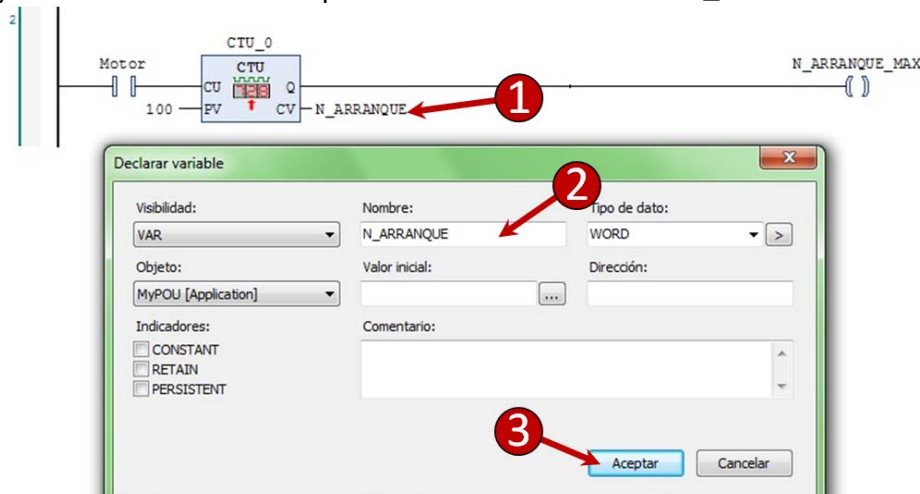 2
CTU_0
Motor
CTU
N_ARRANQUE_MAX
CU
Q
100
PV
CV
N_ARRANQUE
1
Declarar variable
2
Visibilidad:
Nombre:
Tipo de dato:
VAR
N_ARRANQUE
WORD
>
Objeto:
Valor inicial:
Dirección:
MyPOU [Application]
...
Indicadores:
Comentario:
CONSTANT
RETAIN
PERSISTENT
3
Aceptar
Cancelar